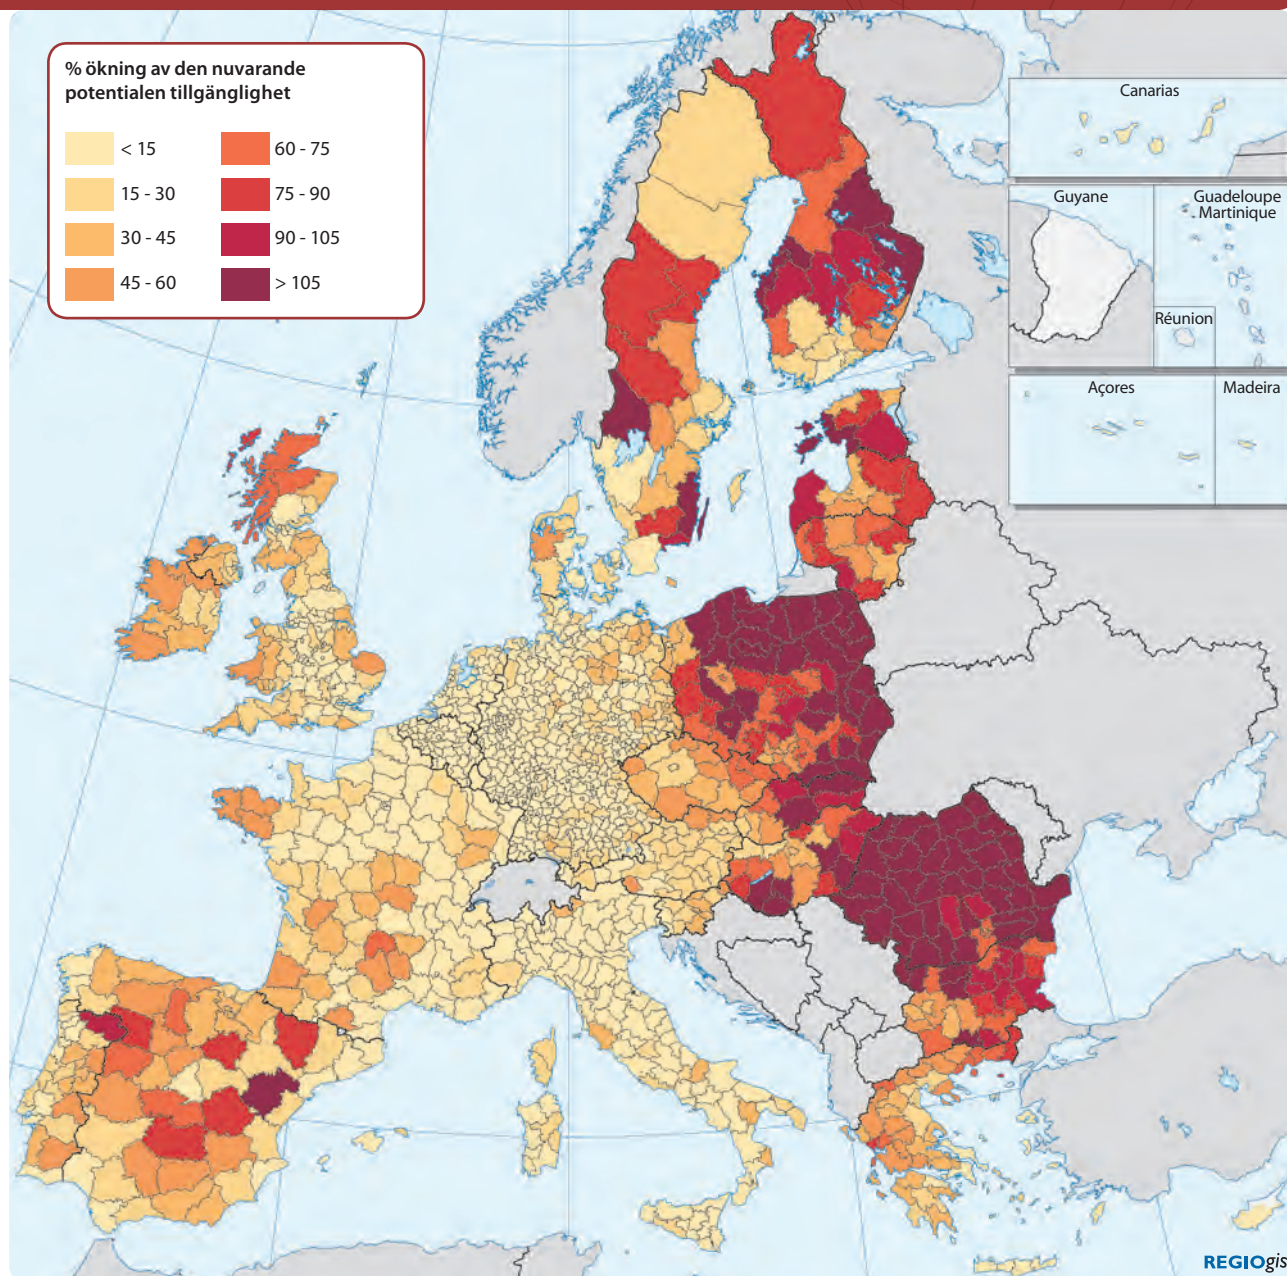 % ökning av den nuvarande
potentialen tillgänglighet
< 15
15 - 30
30 - 45
45 - 60
60 - 75
75 - 90
90 - 105
> 105
Canarias
Guyane
Guadeloupe
Martinique
Réunion
Açores
Madeira
REGIOgis